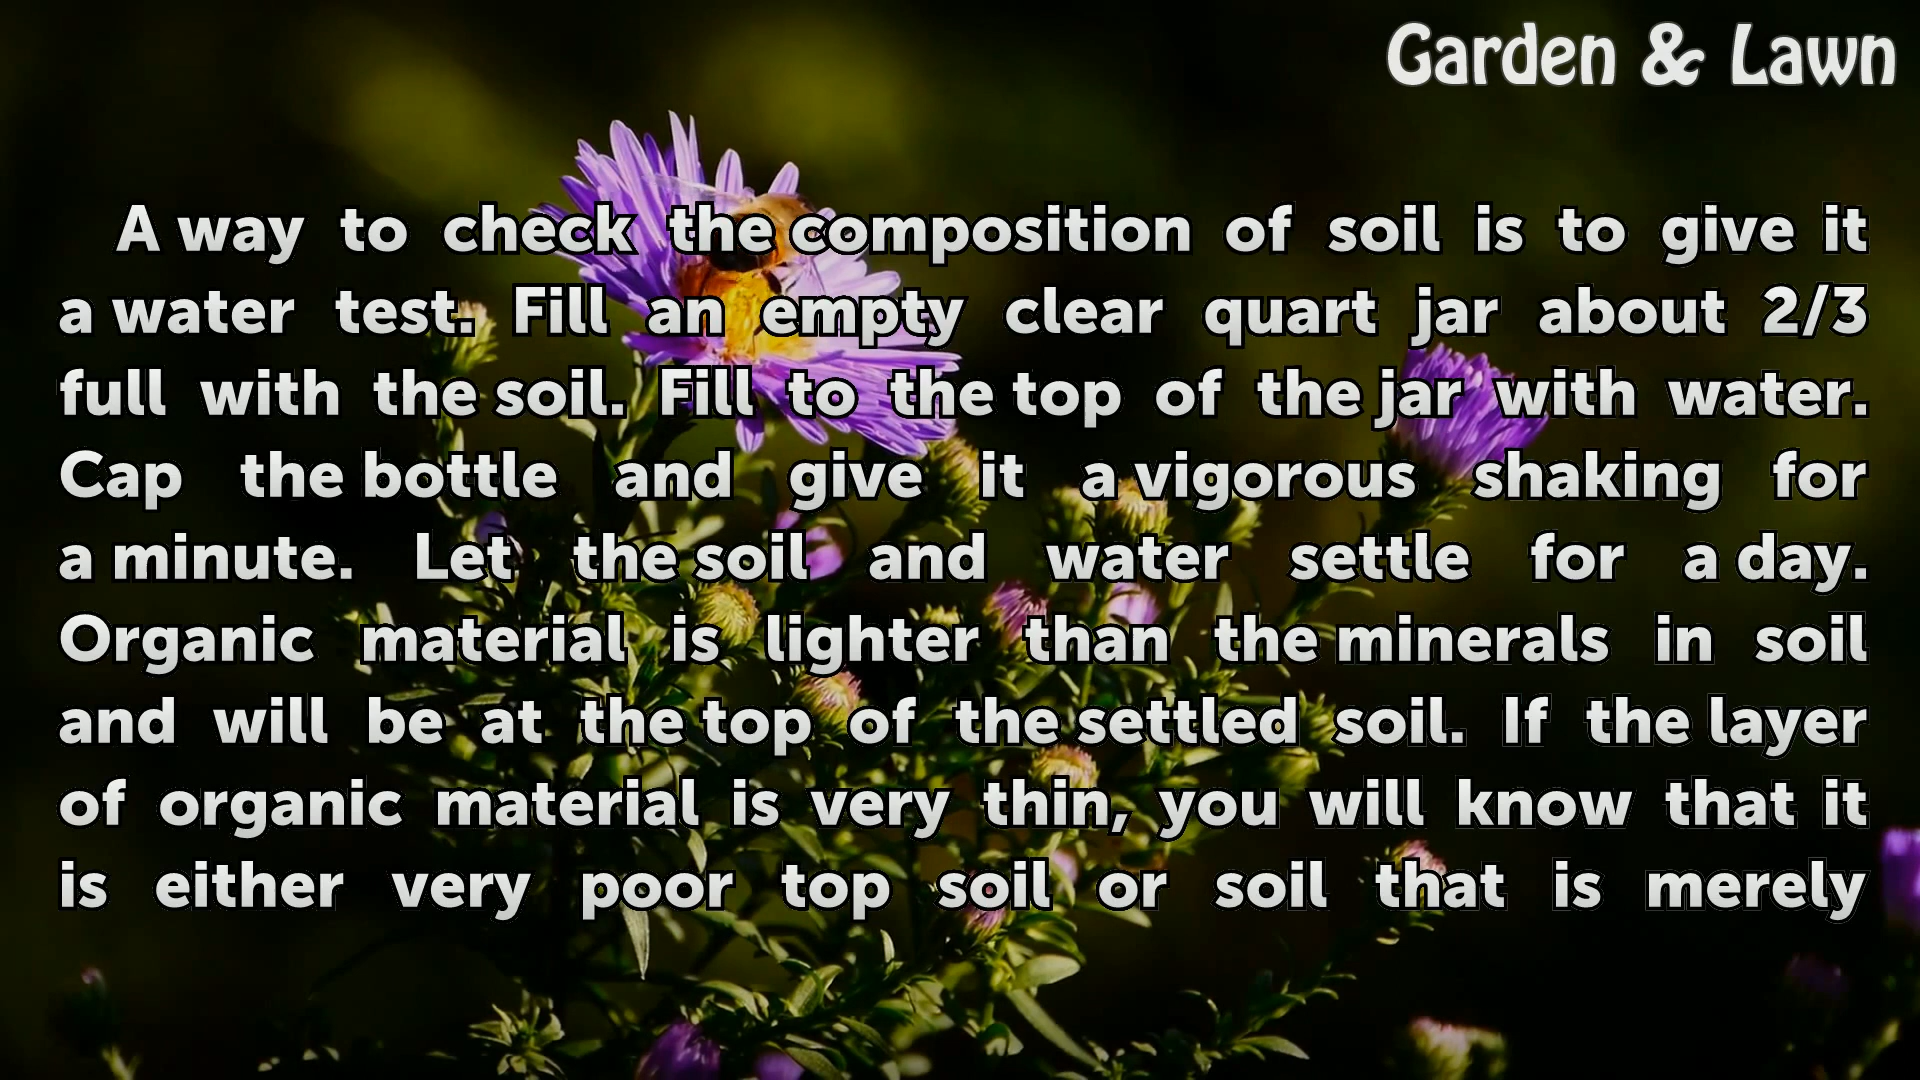 Garden & Lawn
A way to check the composition of soil is to give it
a water test. Fill an empty clear quart jar about 2/3
full with the soil. Fill to the top of the jar with water.
Cap the bottle and give it a vigorous shaking for
a minute. Let the soil and water settle for a day.
Organic material is lighter than the minerals in soil
and will be at the top of the settled soil. If the layer
of organic material is very thin, you will know that it
is either very poor top soil or soil that is merely